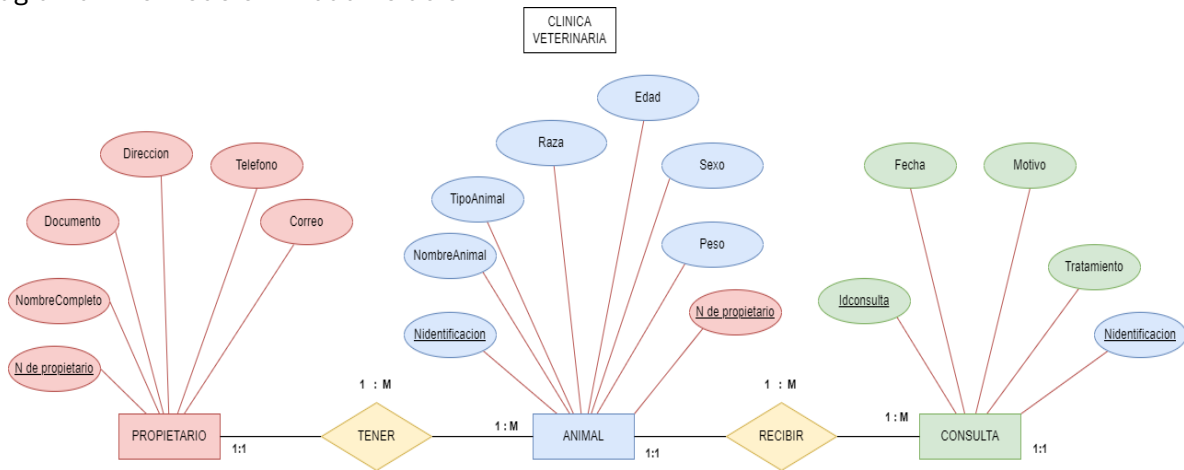 CLINICA
VETERINARIA
Edad
Direccion
Raza
Telefono
Sexo
Fecha
Motivo
TipoAnimal
Documento
Correo
NombreAnimal
Peso
Tratamiento
NombreCompleto
Idconsulta
N de propietario
Nidentificacion
Nidentificacion
N de propietario
1 : M
1 : M
PROPIETARIO
1:1
TENER
1 : M
ANIMAL
1:1
RECIBIR
1 : M
CONSULTA
1:1